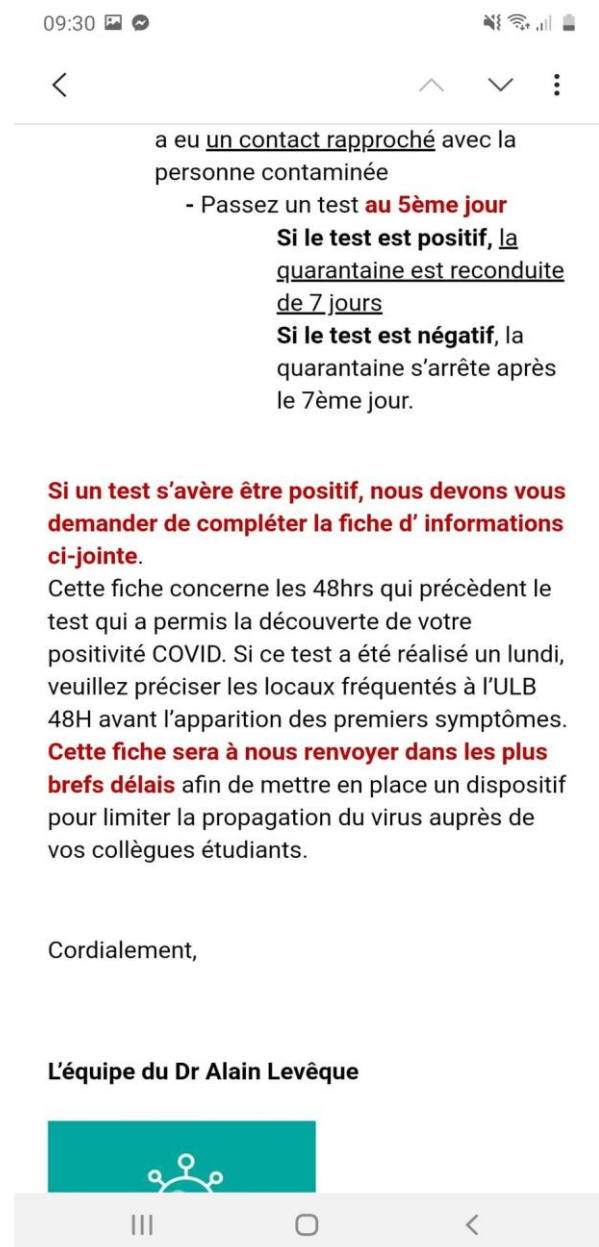 09:30
a eu un contact rapproché avec la
personne contaminée
- Passez un test au 5ème jour
Si le test est positif, la
quarantaine est reconduite
de 7 jours
Si le test est négatif, la
quarantaine s’arrête après
le 7ème jour.
Si un test s’avère être positif, nous devons vous
demander de compléter la fiche d’ informations
ci-jointe.
Cette fiche concerne les 48hrs qui précèdent le
test qui a permis la découverte de votre
positivité COVID. Si ce test a été réalisé un lundi,
veuillez préciser les locaux fréquentés à l’ULB
48H avant l’apparition des premiers symptômes.
Cette fiche sera à nous renvoyer dans les plus
brefs délais afin de mettre en place un dispositif
pour limiter la propagation du virus auprès de
vos collègues étudiants.
Cordialement,
L’équipe du Dr Alain Levêque